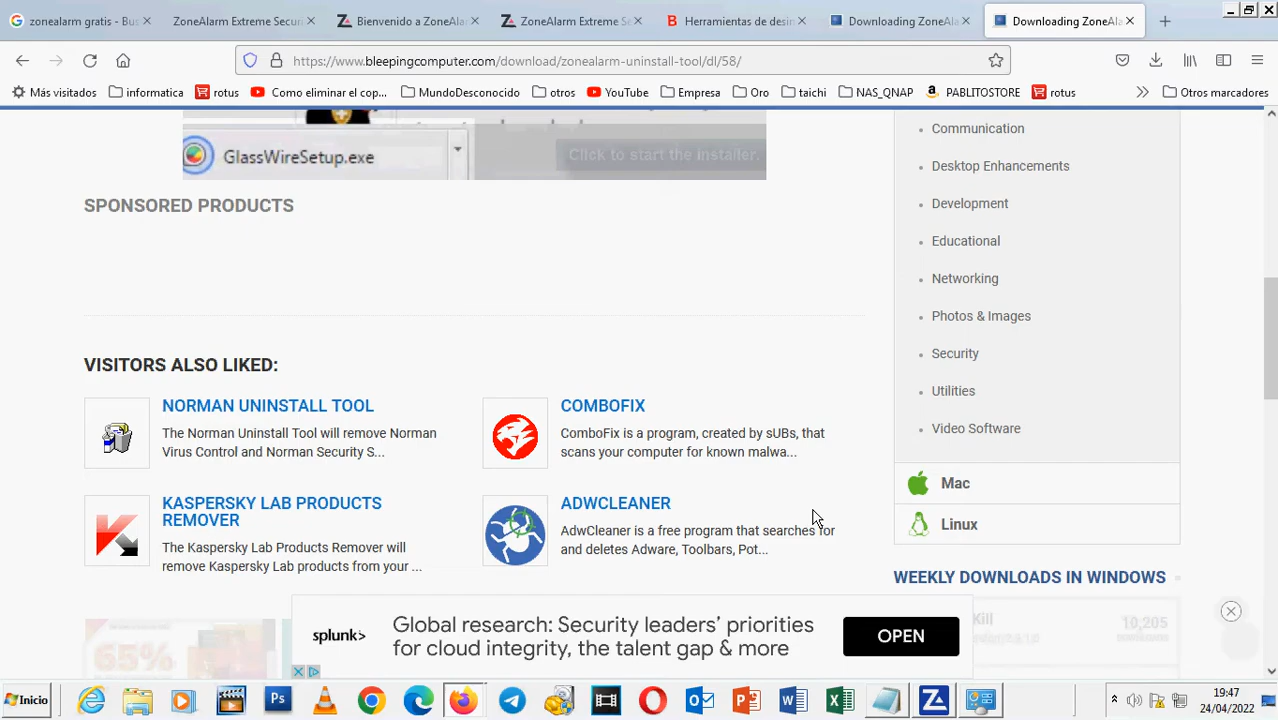 zonealarm gratis - Bus
ZoneAlarm Extreme Secur
Bienvenido a ZoneAla
ZoneAlarm Extreme Se
Herramientas de desin
Downloading ZoneAla
Downloading ZoneAla
https://www.bleepingcomputer.com/download/zonealarm-uninstall-tool/dl/58/
Más visitados
informatica
rotus
Como eliminar el cop...
MundoDesconocido
otros
YouTube
Empresa
Oro
taichi
NAS_QNAP
PABLITOSTORE
rotus
Otros marcadores
GlassWireSetup.exe
Click to start the installer.
SPONSORED PRODUCTS
VISITORS ALSO LIKED:
NORMAN UNINSTALL TOOL
The Norman Uninstall Tool will remove Norman
Virus Control and Norman Security S...
COMBOFIX
ComboFix is a program, created by sUBs, that
scans your computer for known malwa...
KASPERSKY LAB PRODUCTS
REMOVER
The Kaspersky Lab Products Remover will
remove Kaspersky Lab products from your ...
ADWCLEANER
AdwCleaner is a free program that searches for
and deletes Adware, Toolbars, Pot...
Communication
Desktop Enhancements
Development
Educational
Networking
Photos & Images
Security
Utilities
Video Software
Mac
Linux
WEEKLY DOWNLOADS IN WINDOWS
Kill
10,205
65%
splunk>
Global research: Security leaders' priorities
for cloud integrity, the talent gap & more
OPEN
Inicio
19:47
24/04/2022